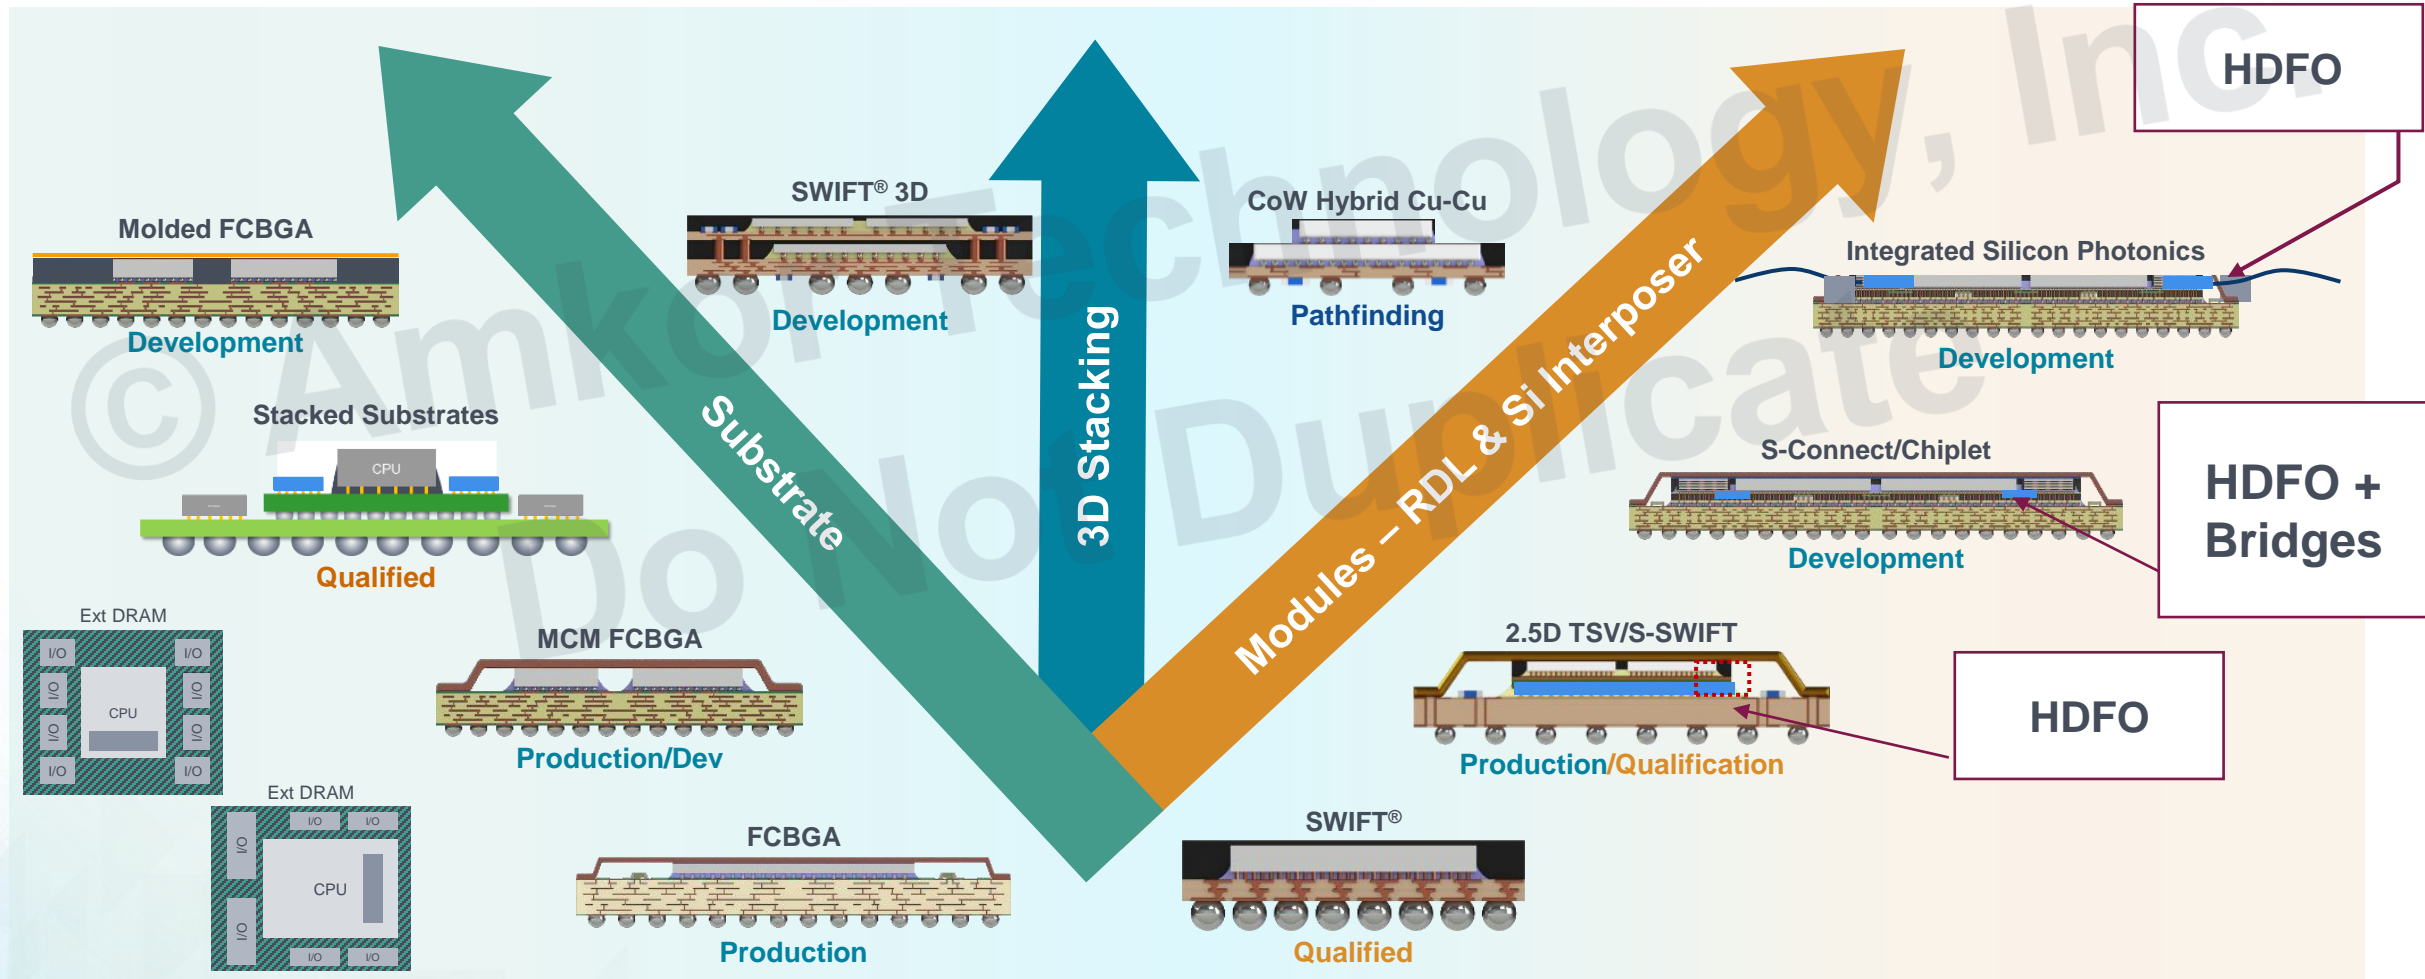 HDFO
SWIFT® 3D
CoW Hybrid Cu-Cu
Molded FCBGA
Integrated Silicon Photonics
Development
Pathfinding
Development
Development
3D Stacking
Substrate
Modules – RDL & Si Interposer
Stacked Substrates
CPU
Qualified
S-Connect/Chiplet
Development
HDFO +
Bridges
Ext DRAM
I/O
I/O
I/O
I/O
I/O
I/O
I/O
I/O
CPU
MCM FCBGA
Production/Dev
2.5D TSV/S-SWIFT
Production/Qualification
HDFO
Ext DRAM
I/O
I/O
I/O
I/O
I/O
I/O
CPU
FCBGA
Production
SWIFT®
Qualified
© Amkor Technology, Inc.
Do Not Duplicate